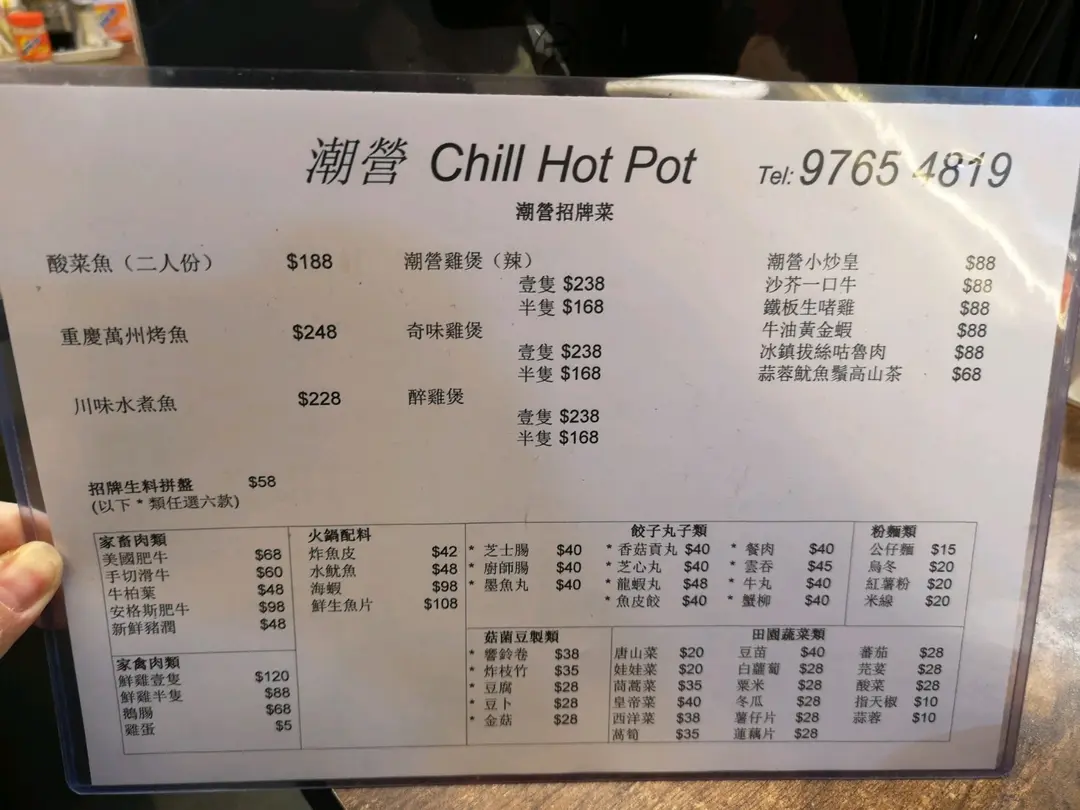 潮營 Chill Hot Pot Tel: 9765 4819
潮營招牌菜
酸菜魚（二人份） $188
重慶萬州烤魚 $248
川味水煮魚 $228
潮營雞煲（辣）
壹隻 $238
半隻 $168
奇味雞煲
壹隻 $238
半隻 $168
醉雞煲
壹隻 $238
半隻 $168
潮營小炒皇 $88
沙芥一口牛 $88
鐵板生啫雞 $88
牛油黃金蝦 $88
冰鎮拔絲咕魯肉 $88
蒜蓉魷魚鬚高山茶 $68
招牌生料拼盤 $58
(以下 * 類任選六款)
家畜肉類
美國肥牛 $68
手切滑牛 $60
牛柏葉 $48
安格斯肥牛 $98
新鮮豬潤 $48
家禽肉類
鮮雞壹隻 $120
鮮雞半隻 $88
鵝腸 $68
雞蛋 $5
火鍋配料
炸魚皮 $42
水魷魚 $48
海蝦 $98
鮮生魚片 $108
餃子丸子類
* 芝士腸 $40 * 香菇貢丸 $40 * 餐肉 $40
* 廚師腸 $40 * 芝心丸 $40 * 雲吞 $45
* 墨魚丸 $40 * 龍蝦丸 $48 * 牛丸 $40
* 魚皮餃 $40 * 蟹柳 $40
粉麵類
公仔麵 $15
烏冬 $20
紅薯粉 $20
米線 $20
菇菌豆製類
* 響鈴卷 $38
* 炸枝竹 $35
* 豆腐 $28
* 豆卜 $28
* 金菇 $28
田園蔬菜類
唐山菜 $20 豆苗 $40 蕃茄 $28
娃娃菜 $20 白蘿蔔 $28 芫荽 $28
茼蒿菜 $35 粟米 $28 酸菜 $28
皇帝菜 $40 冬瓜 $28 指天椒 $10
西洋菜 $38 薯仔片 $28 蒜蓉 $10
萵筍 $35 蓮藕片 $28